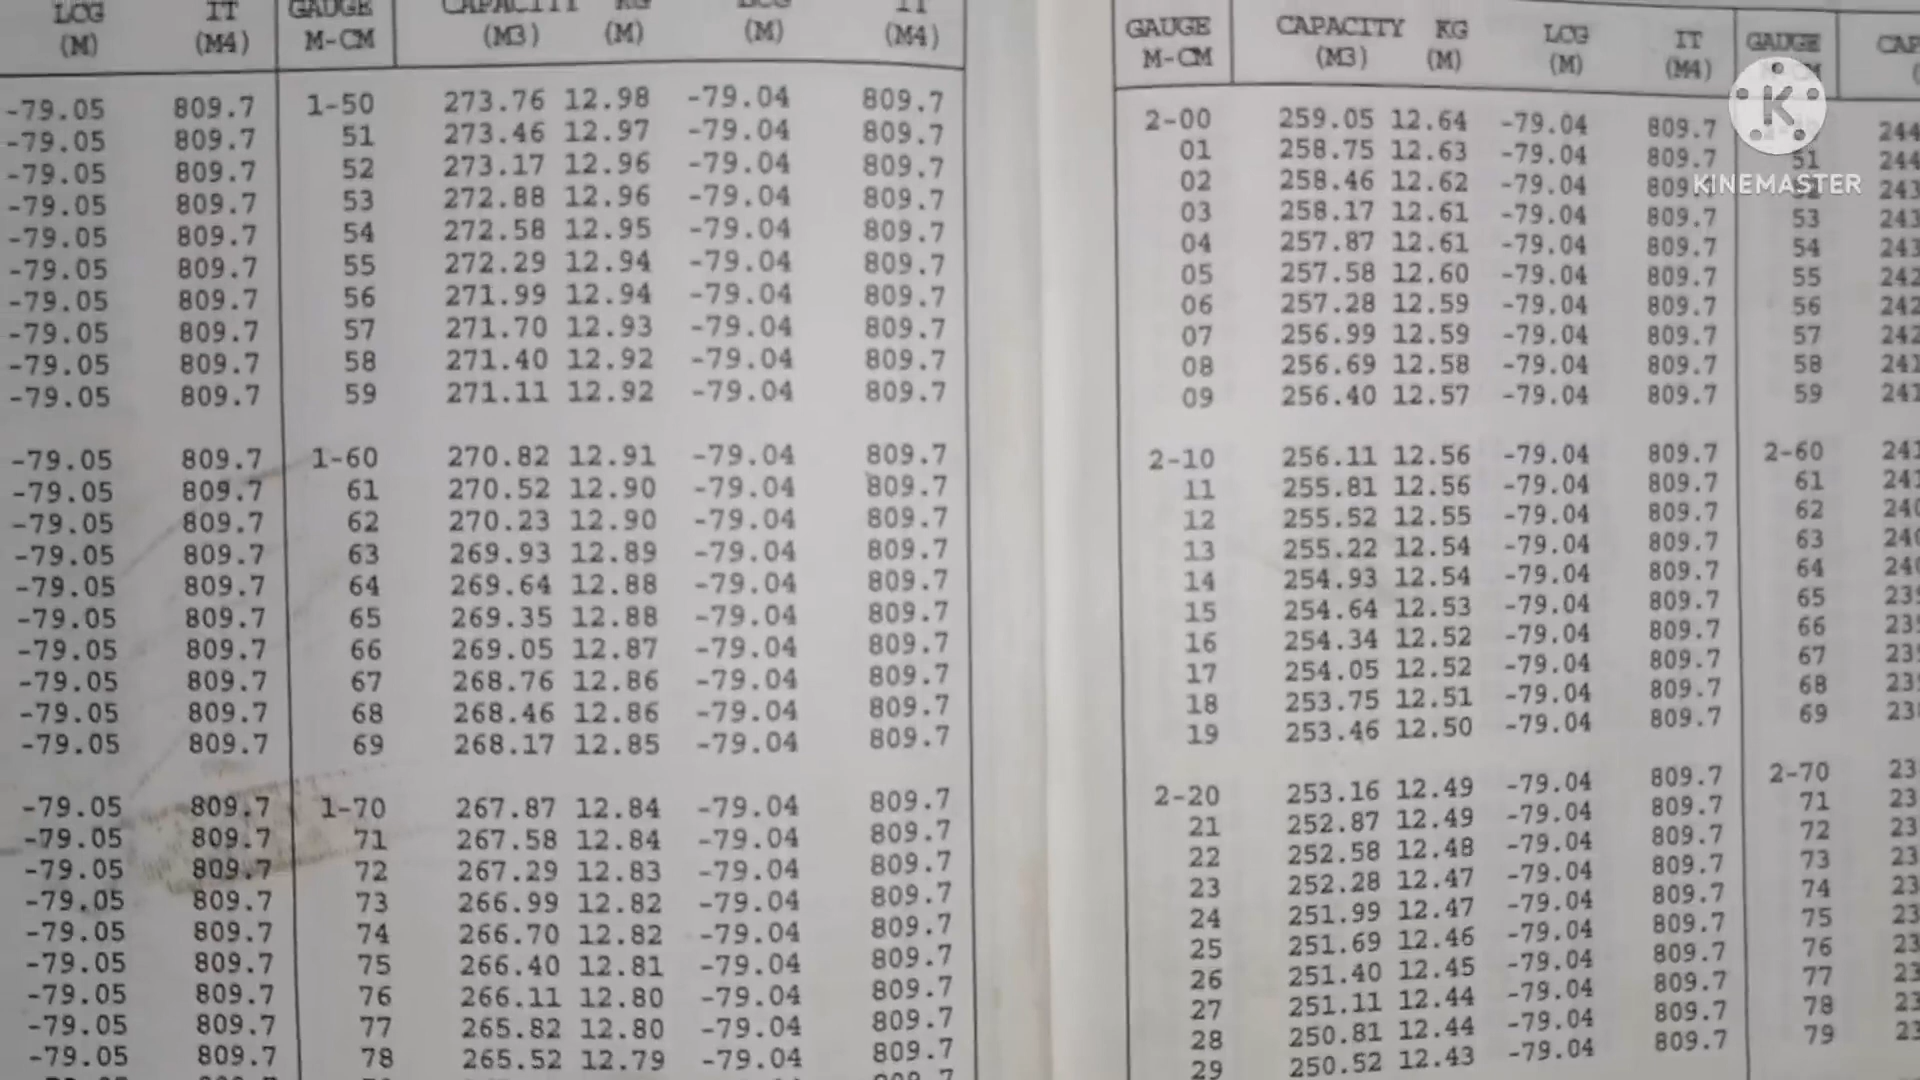 LCG IT GAUGE CAPACITY KG LCG IT
(M) (M4) M-CM (M3) (M) (M) (M4)
-79.05 809.7 1-50 273.76 12.98 -79.04 809.7
-79.05 809.7 51 273.46 12.97 -79.04 809.7
-79.05 809.7 52 273.17 12.96 -79.04 809.7
-79.05 809.7 53 272.88 12.96 -79.04 809.7
-79.05 809.7 54 272.58 12.95 -79.04 809.7
-79.05 809.7 55 272.29 12.94 -79.04 809.7
-79.05 809.7 56 271.99 12.94 -79.04 809.7
-79.05 809.7 57 271.70 12.93 -79.04 809.7
-79.05 809.7 58 271.40 12.92 -79.04 809.7
-79.05 809.7 59 271.11 12.92 -79.04 809.7
-79.05 809.7 1-60 270.82 12.91 -79.04 809.7
-79.05 809.7 61 270.52 12.90 -79.04 809.7
-79.05 809.7 62 270.23 12.90 -79.04 809.7
-79.05 809.7 63 269.93 12.89 -79.04 809.7
-79.05 809.7 64 269.64 12.88 -79.04 809.7
-79.05 809.7 65 269.35 12.88 -79.04 809.7
-79.05 809.7 66 269.05 12.87 -79.04 809.7
-79.05 809.7 67 268.76 12.86 -79.04 809.7
-79.05 809.7 68 268.46 12.86 -79.04 809.7
-79.05 809.7 69 268.17 12.85 -79.04 809.7
-79.05 809.7 1-70 267.87 12.84 -79.04 809.7
-79.05 809.7 71 267.58 12.84 -79.04 809.7
-79.05 809.7 72 267.29 12.83 -79.04 809.7
-79.05 809.7 73 266.99 12.82 -79.04 809.7
-79.05 809.7 74 266.70 12.82 -79.04 809.7
-79.05 809.7 75 266.40 12.81 -79.04 809.7
-79.05 809.7 76 266.11 12.80 -79.04 809.7
-79.05 809.7 77 265.82 12.80 -79.04 809.7
-79.05 809.7 78 265.52 12.79 -79.04 809.7
GAUGE CAPACITY KG LCG IT GAUGE
M-CM (M3) (M) (M) (M4)
2-00 259.05 12.64 -79.04 809.7
01 258.75 12.63 -79.04 809.7 51
02 258.46 12.62 -79.04 809
03 258.17 12.61 -79.04 809.7 53
04 257.87 12.61 -79.04 809.7 54
05 257.58 12.60 -79.04 809.7 55
06 257.28 12.59 -79.04 809.7 56
07 256.99 12.59 -79.04 809.7 57
08 256.69 12.58 -79.04 809.7 58
09 256.40 12.57 -79.04 809.7 59
2-10 256.11 12.56 -79.04 809.7 2-60
11 255.81 12.56 -79.04 809.7 61
12 255.52 12.55 -79.04 809.7 62
13 255.22 12.54 -79.04 809.7 63
14 254.93 12.54 -79.04 809.7 64
15 254.64 12.53 -79.04 809.7 65
16 254.34 12.52 -79.04 809.7 66
17 254.05 12.52 -79.04 809.7 67
18 253.75 12.51 -79.04 809.7 68
19 253.46 12.50 -79.04 809.7 69
2-20 253.16 12.49 -79.04 809.7 2-70
21 252.87 12.49 -79.04 809.7 71
22 252.58 12.48 -79.04 809.7 72
23 252.28 12.47 -79.04 809.7 73
24 251.99 12.47 -79.04 809.7 74
25 251.69 12.46 -79.04 809.7 75
26 251.40 12.45 -79.04 809.7 76
27 251.11 12.44 -79.04 809.7 77
28 250.81 12.44 -79.04 809.7 78
29 250.52 12.43 -79.04 809.7 79
KINEMASTER